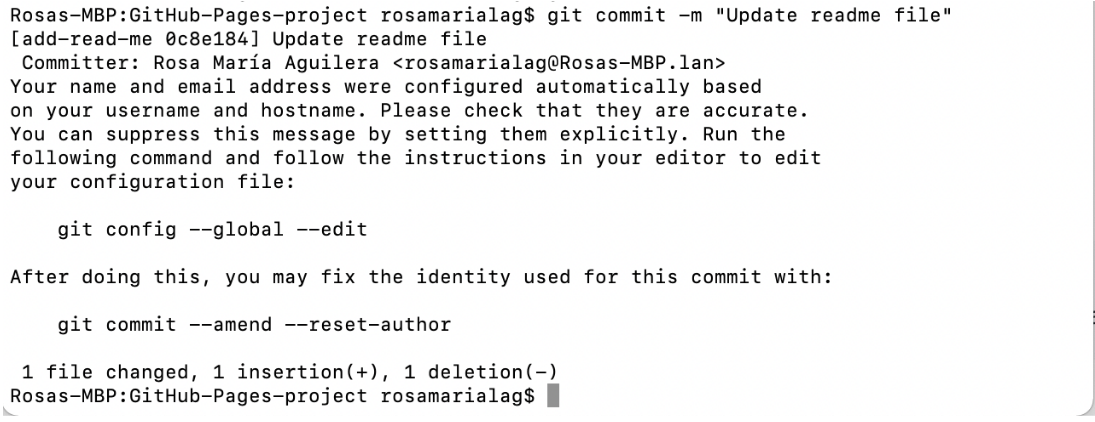 Rosas-MBP:GitHub-Pages-project rosamarialag$ git commit -m "Update readme file"
[add-read-me 0c8e184] Update readme file
 Committer: Rosa María Aguilera <rosamarialag@Rosas-MBP.lan>
Your name and email address were configured automatically based
on your username and hostname. Please check that they are accurate.
You can suppress this message by setting them explicitly. Run the
following command and follow the instructions in your editor to edit
your configuration file:

    git config --global --edit

After doing this, you may fix the identity used for this commit with:

    git commit --amend --reset-author

 1 file changed, 1 insertion(+), 1 deletion(-)
Rosas-MBP:GitHub-Pages-project rosamarialag$